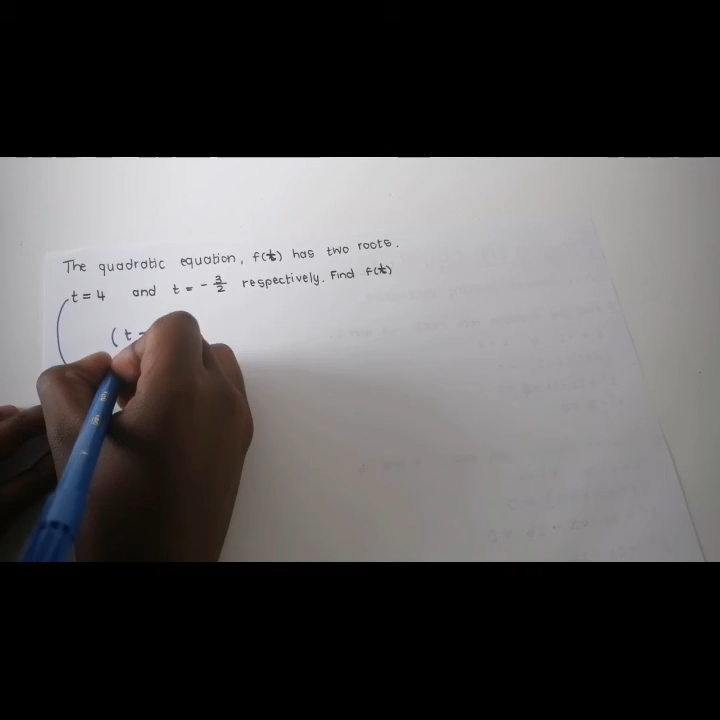 The quadratic equation, f(t) has two roots.
t = 4 and t = - 3/2 respectively. Find f(t)
(t -